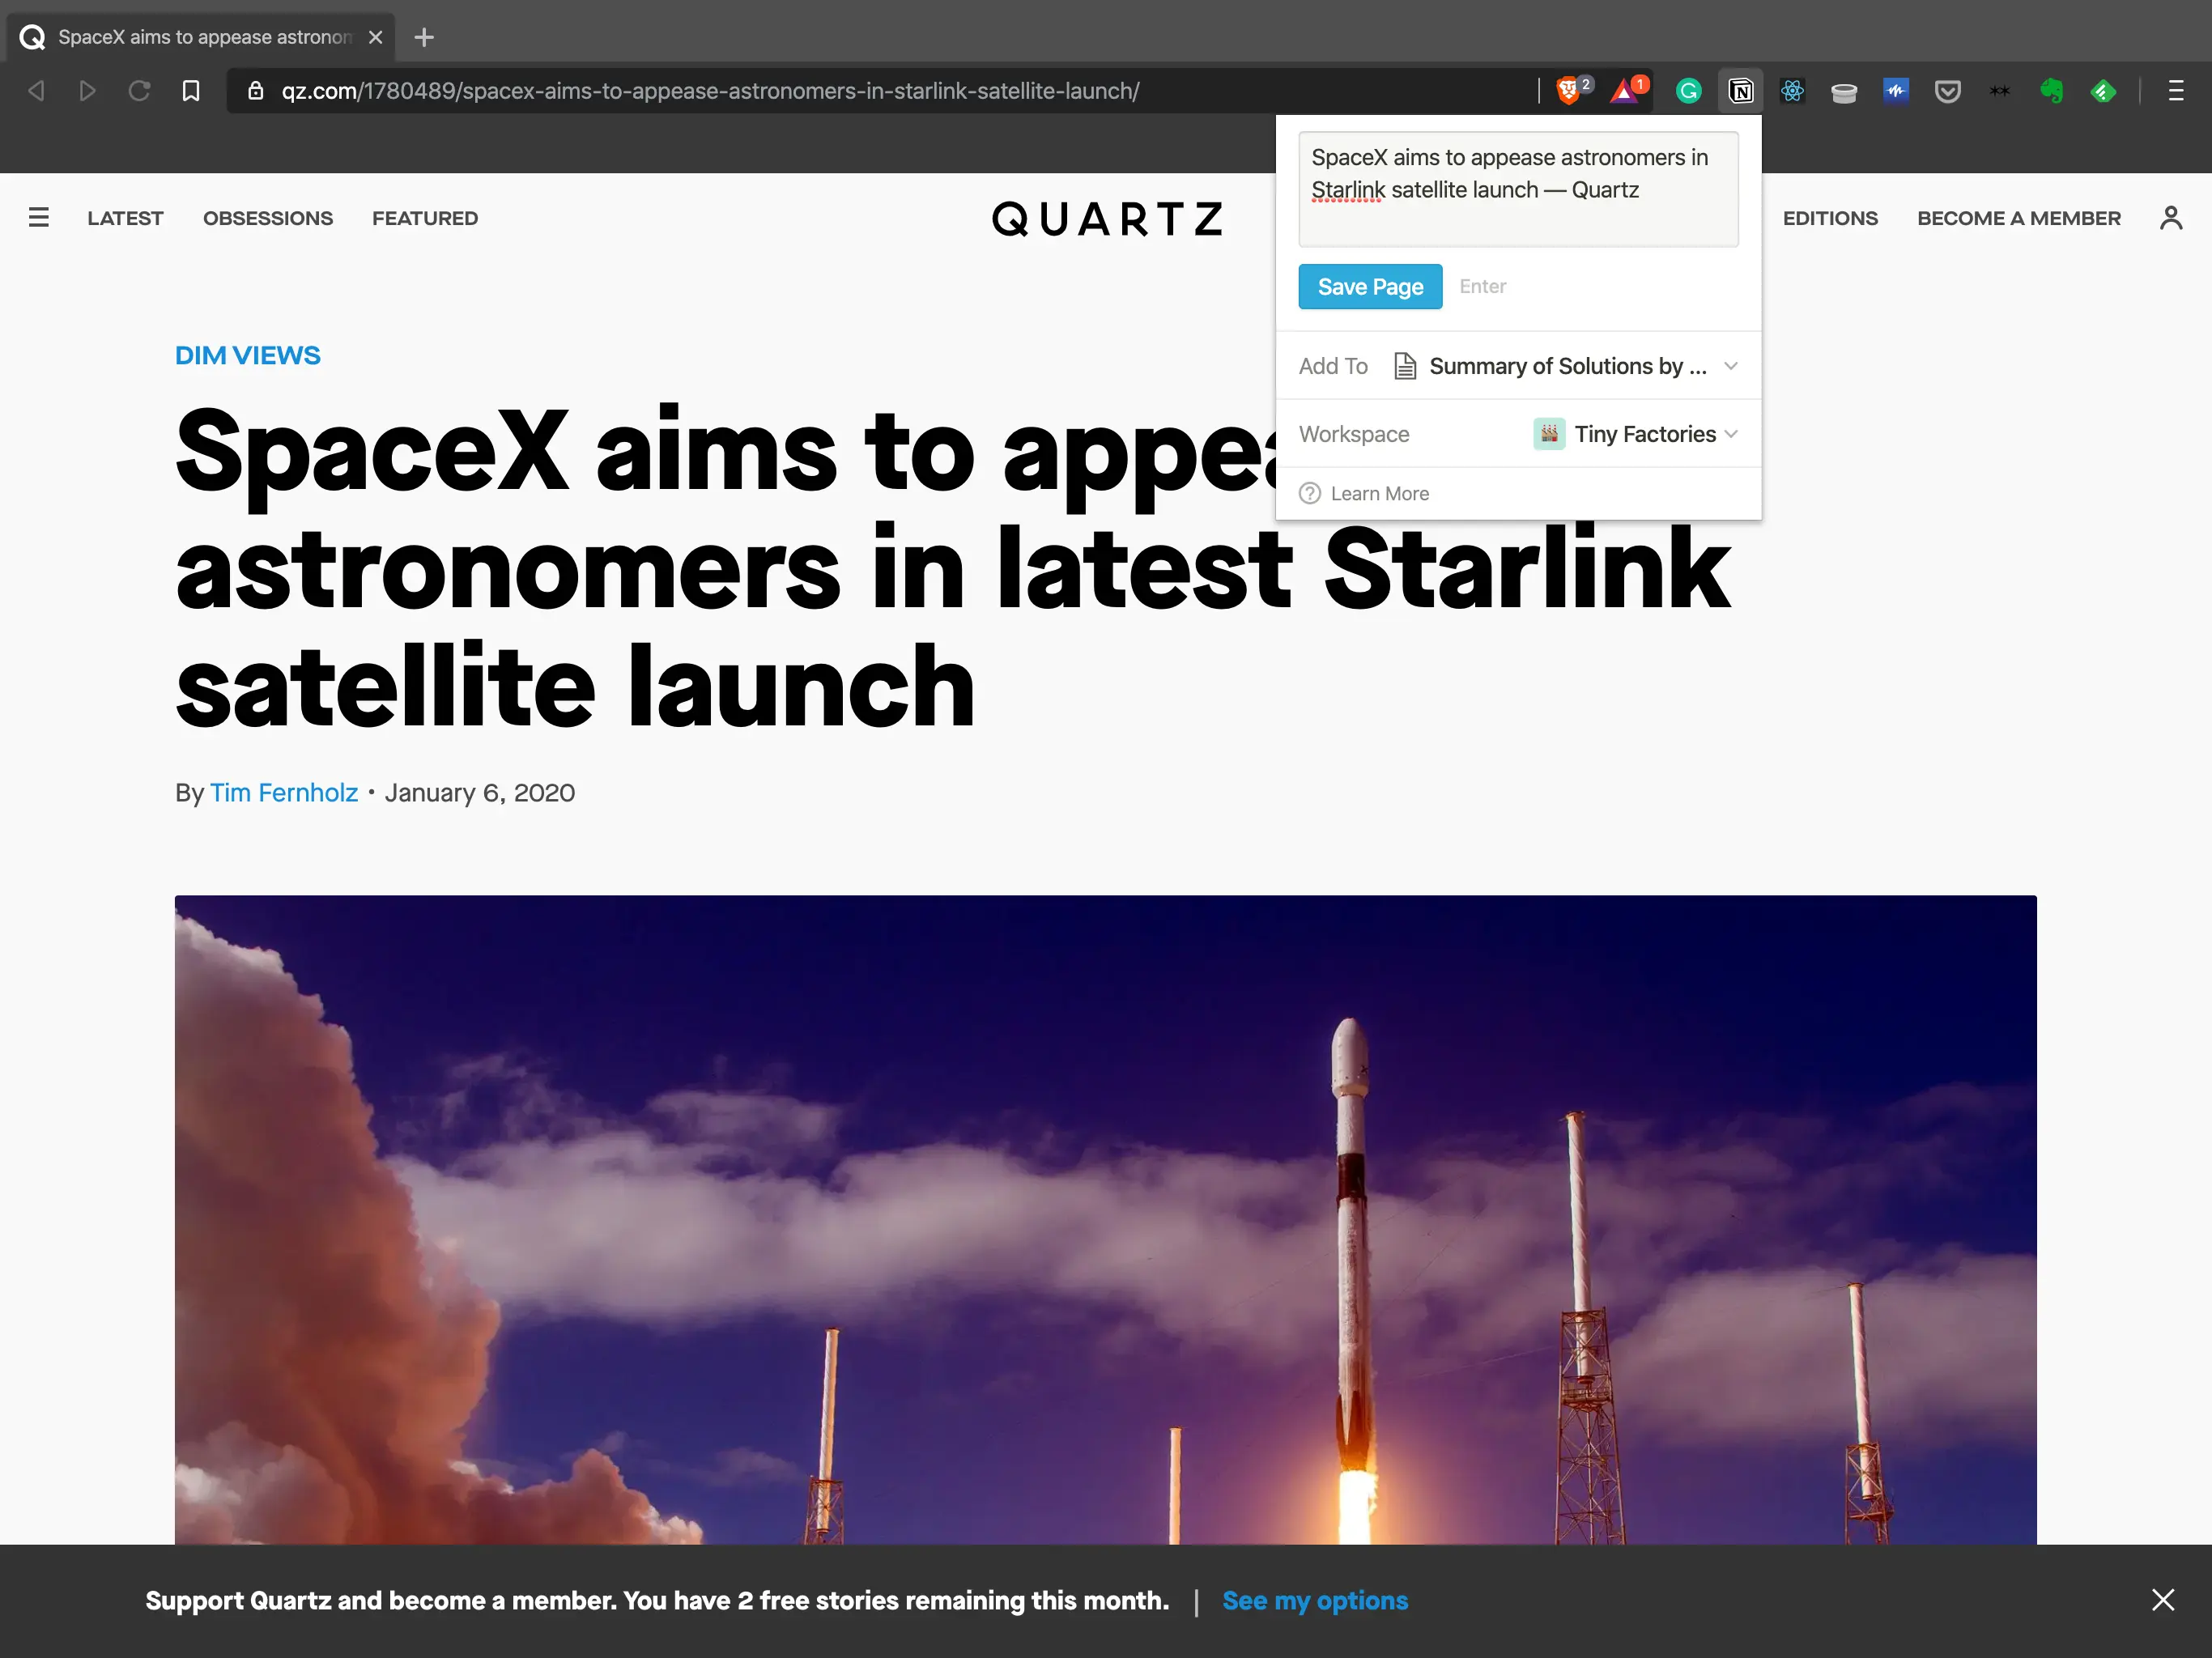 SpaceX aims to appease astronom
qz.com/1780489/spacex-aims-to-appease-astronomers-in-starlink-satellite-launch/
2
1
SpaceX aims to appease astronomers in
Starlink satellite launch — Quartz
Save Page
Enter
Add To
Summary of Solutions by ...
Workspace
Tiny Factories
Learn More
LATEST
OBSESSIONS
FEATURED
QUARTZ
EDITIONS
BECOME A MEMBER
DIM VIEWS
SpaceX aims to appea
astronomers in latest Starlink
satellite launch
By Tim Fernholz • January 6, 2020
Support Quartz and become a member. You have 2 free stories remaining this month. | See my options